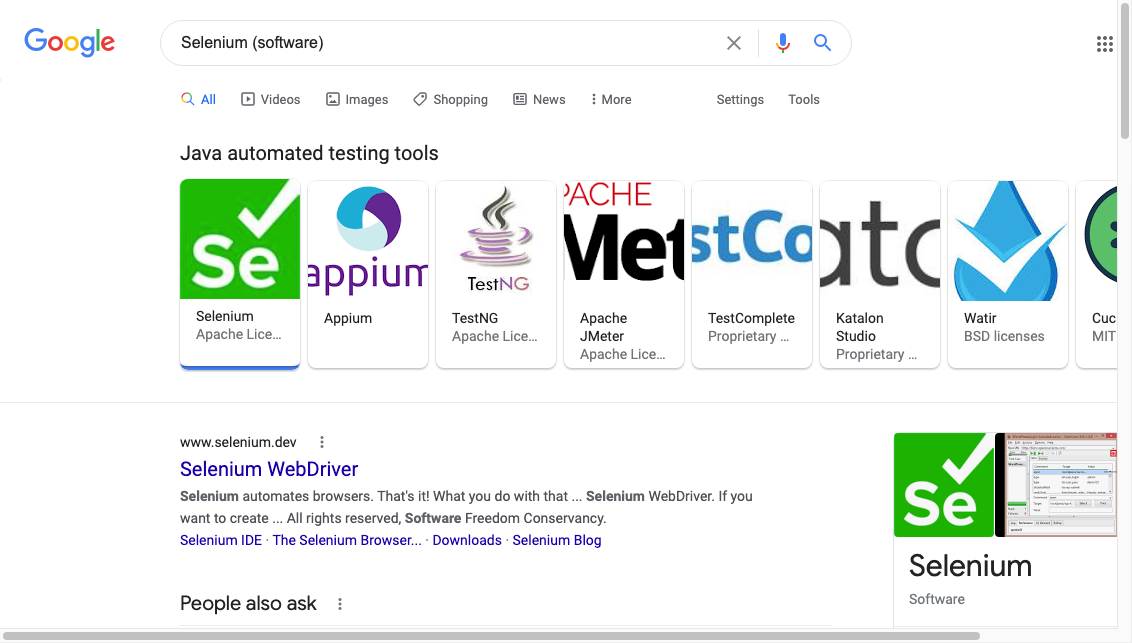 Google
Selenium (software)
All
Videos
Images
Shopping
News
More
Settings
Tools
Java automated testing tools
Se
appium
TestNG
PACHE
Met
stCo
atc
Selenium
Apache Lice...
Appium
TestNG
Apache Lice...
Apache
JMeter
Apache Lice...
TestComplete
Proprietary ...
Katalon
Studio
Proprietary ...
Watir
BSD licenses
Cuc
MIT
www.selenium.dev
Selenium WebDriver
Selenium automates browsers. That's it! What you do with that ... Selenium WebDriver. If you
want to create ... All rights reserved, Software Freedom Conservancy.
Selenium IDE · The Selenium Browser... · Downloads · Selenium Blog
People also ask
Se
Selenium
Software